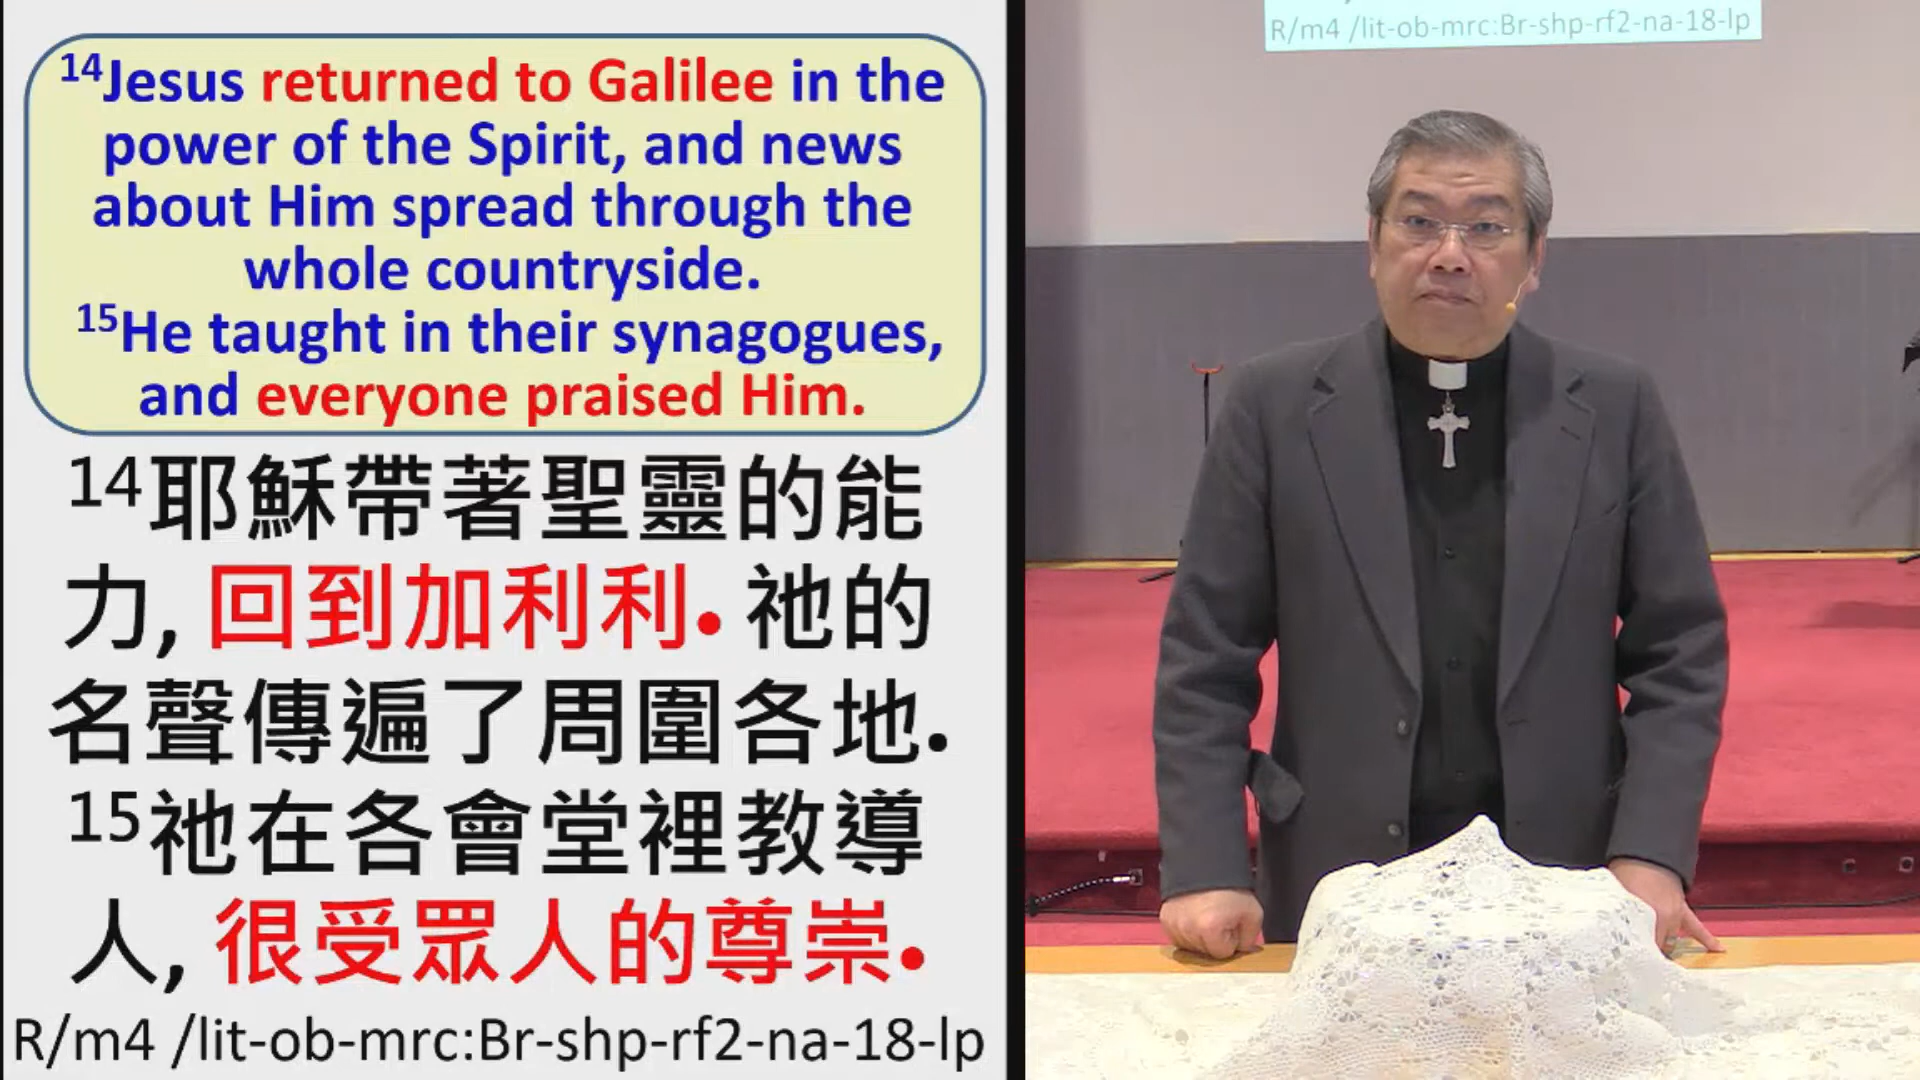 14Jesus returned to Galilee in the
power of the Spirit, and news
about Him spread through the
whole countryside.
15He taught in their synagogues,
and everyone praised Him.
14耶穌帶著聖靈的能
力, 回到加利利. 祂的
名聲傳遍了周圍各地.
15祂在各會堂裡教導
人, 很受眾人的尊崇.
R/m4 /lit-ob-mrc:Br-shp-rf2-na-18-lp
R/m4 /lit-ob-mrc:Br-shp-rf2-na-18-lp